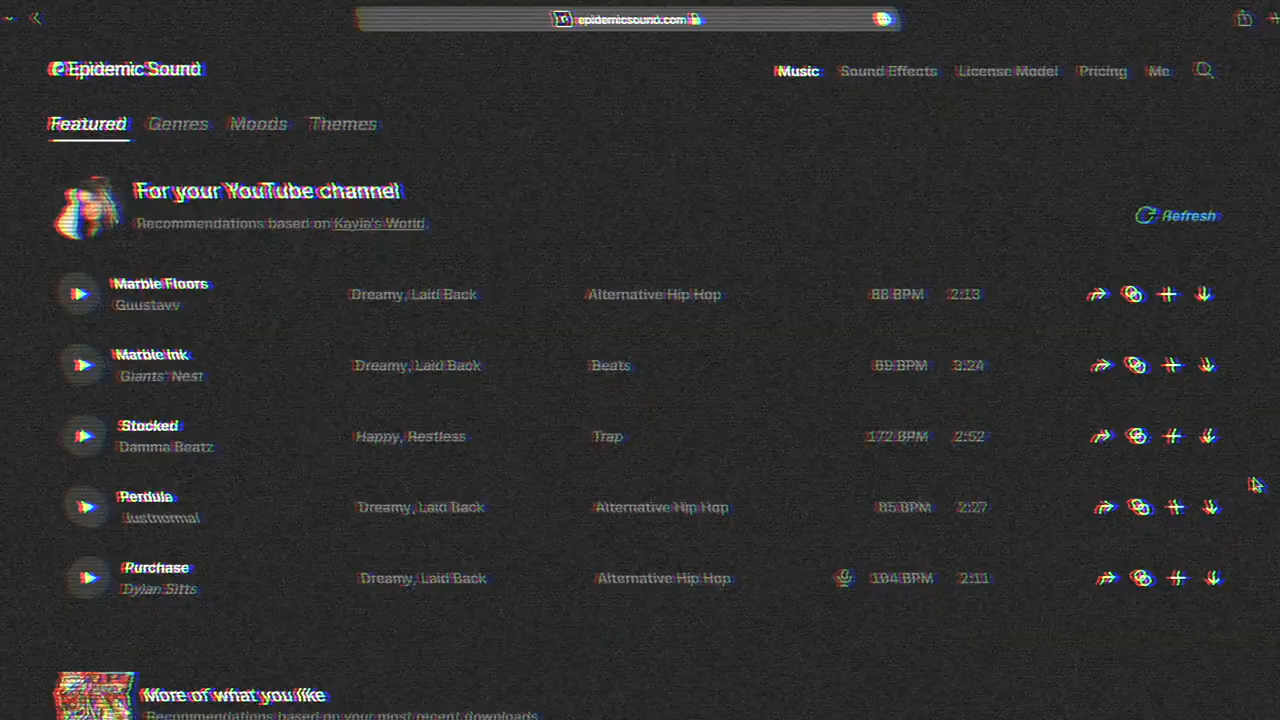 epidemicsound.com
Epidemic Sound
Music Sound Effects License Model Pricing Me
Featured Genres Moods Themes
For your YouTube channel
Recommendations based on Kayla's World.
Refresh
Marble Floors
Guustavv
Dreamy, Laid Back Alternative Hip Hop 88 BPM 2:13
Marble Ink
Giants' Nest
Dreamy, Laid Back Beats 69 BPM 3:24
Stocked
Damma Beatz
Happy, Restless Trap 172 BPM 2:52
Perdula
Justnormal
Dreamy, Laid Back Alternative Hip Hop 85 BPM 2:27
Purchase
Dylan Sitts
Dreamy, Laid Back Alternative Hip Hop 104 BPM 2:11
More of what you like
Recommendations based on your most recent downloads